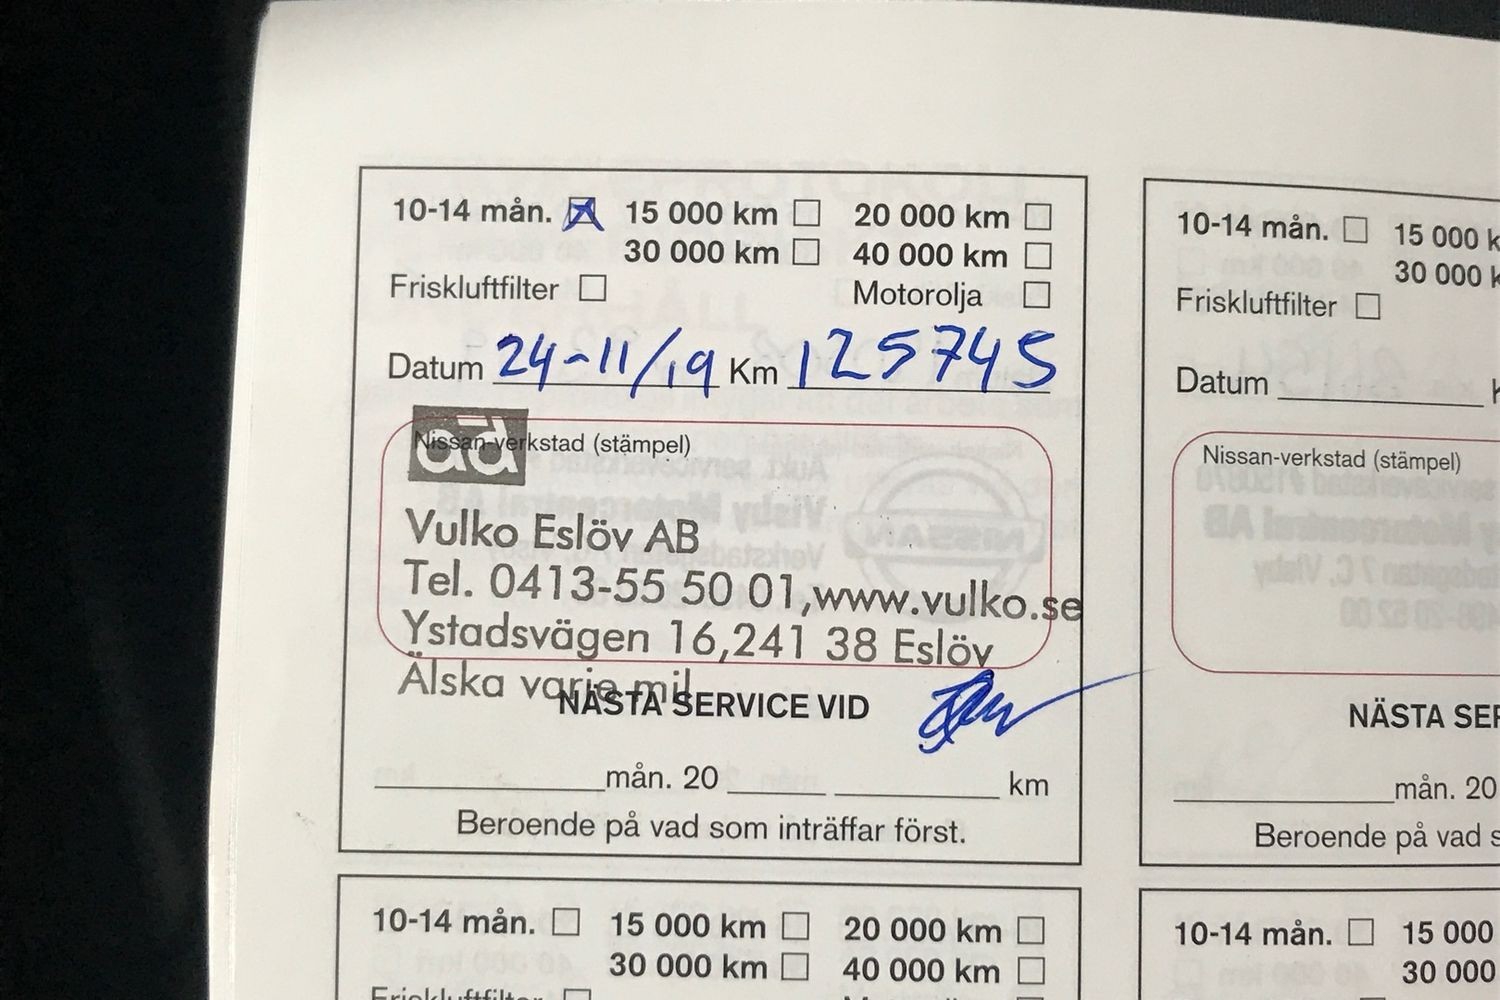 10-14 mån. 15 000 km 20 000 km
30 000 km 40 000 km
Friskluftfilter Motorolja
Datum 24-11/19 Km 125745
ad
Nissan-verkstad (stämpel)
Vulko Eslöv AB
Tel. 0413-55 50 01,www.vulko.se
Ystadsvägen 16,241 38 Eslöv
Älska varje mil
NÄSTA SERVICE VID
mån. 20 km
Beroende på vad som inträffar först.
10-14 mån. 15 000 k
30 000 k
Friskluftfilter
Datum
Nissan-verkstad (stämpel)
NÄSTA SER
mån. 20
Beroende på vad s
10-14 mån. 15 000 km 20 000 km
30 000 km 40 000 km
Friskluftfilter
10-14 mån. 15 000
30 000